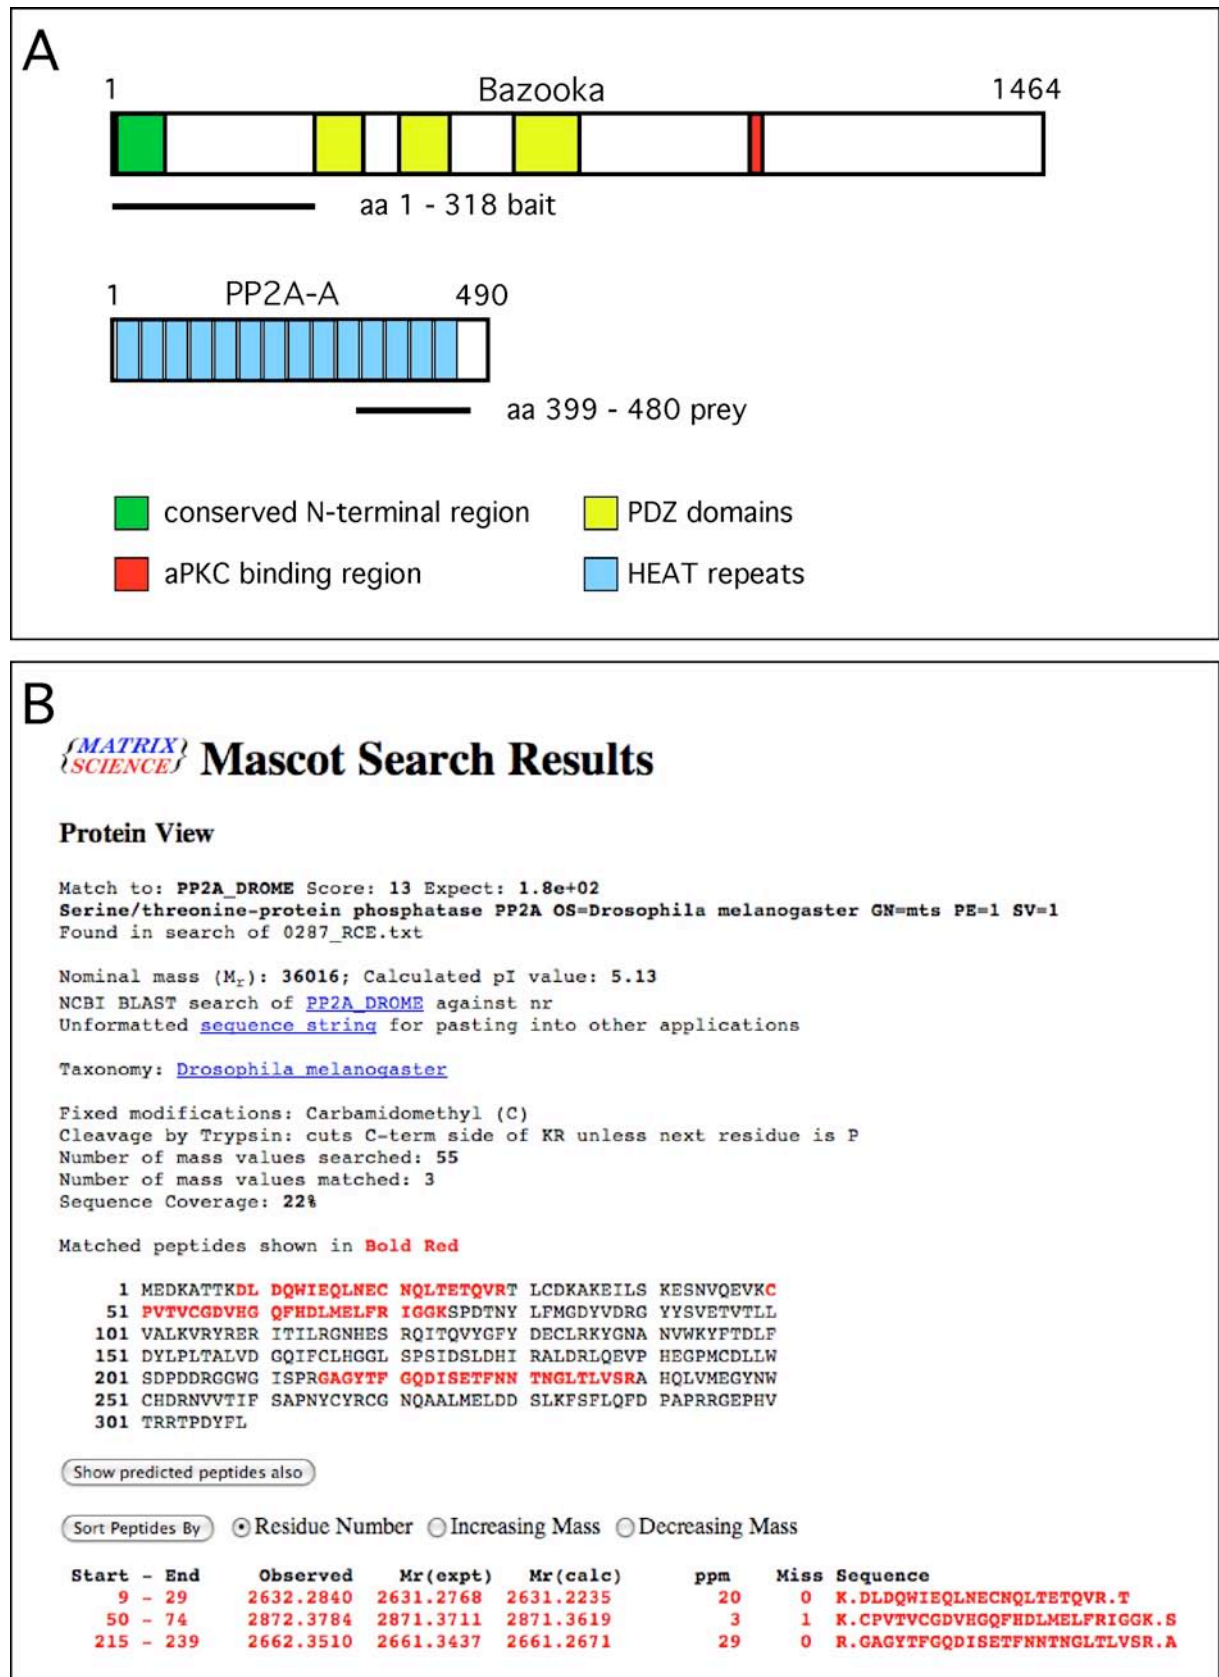 A
1 Bazooka 1464
aa 1 - 318 bait
1 PP2A-A 490
aa 399 - 480 prey
conserved N-terminal region PDZ domains
aPKC binding region HEAT repeats
B
{MATRIX
SCIENCE} Mascot Search Results
Protein View
Match to: PP2A_DROME Score: 13 Expect: 1.8e+02
Serine/threonine-protein phosphatase PP2A OS=Drosophila melanogaster GN=mts PE=1 SV=1
Found in search of 0287_RCE.txt
Nominal mass (Mr): 36016; Calculated pI value: 5.13
NCBI BLAST search of PP2A_DROME against nr
Unformatted sequence string for pasting into other applications
Taxonomy: Drosophila melanogaster
Fixed modifications: Carbamidomethyl (C)
Cleavage by Trypsin: cuts C-term side of KR unless next residue is P
Number of mass values searched: 55
Number of mass values matched: 3
Sequence Coverage: 22%
Matched peptides shown in Bold Red
1 MEDKATTKDL DQWIEQLNEC NQLTETQVRT LCDKAKEILS KESNVQEVKC
51 PVTVCGDVHG QFHDLMELFR IGGKSPDTNY LFMGDYVDRG YYSVETVTLL
101 VALKVRYRER ITILRGNHES RQITQVYGFY DECLRKYGNA NVWKYFTDLF
151 DYLPLTALVD GQIFCLHGGL SPSIDSLDHI RALDRLQEVP HEGPMCDLLW
201 SDPDDRGGWG ISPRGAGYTF GQDISETFNN TNGLTLVSRA HQLVMEGYNW
251 CHDRNVVTIF SAPNYCYRCG NQAALMELDD SLKFSFLQFD PAPRRGEPHV
301 TRRTPDYFL
Show predicted peptides also
Sort Peptides By Residue Number Increasing Mass Decreasing Mass
Start - End Observed Mr(expt) Mr(calc) ppm Miss Sequence
9 - 29 2632.2840 2631.2768 2631.2235 20 0 K.DLDQWIEQLNECNQLTETQVR.T
50 - 74 2872.3784 2871.3711 2871.3619 3 1 K.CPVTVCGDVHGQFHDLMELFRIGGK.S
215 - 239 2662.3510 2661.3437 2661.2671 29 0 R.GAGYTFGQDISETFNNTNGLTLVSR.A